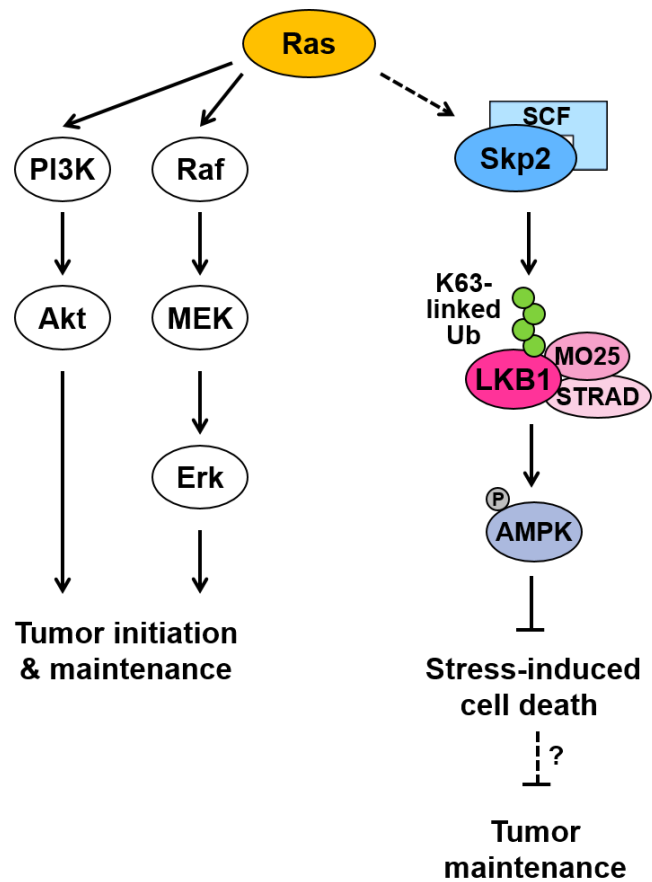 Ras
PI3K
Raf
SCF
Skp2
Akt
MEK
K63-
linked
Ub
MO25
LKB1
STRAD
Erk
P
AMPK
Tumor initiation
& maintenance
Stress-induced
cell death
?
Tumor
maintenance